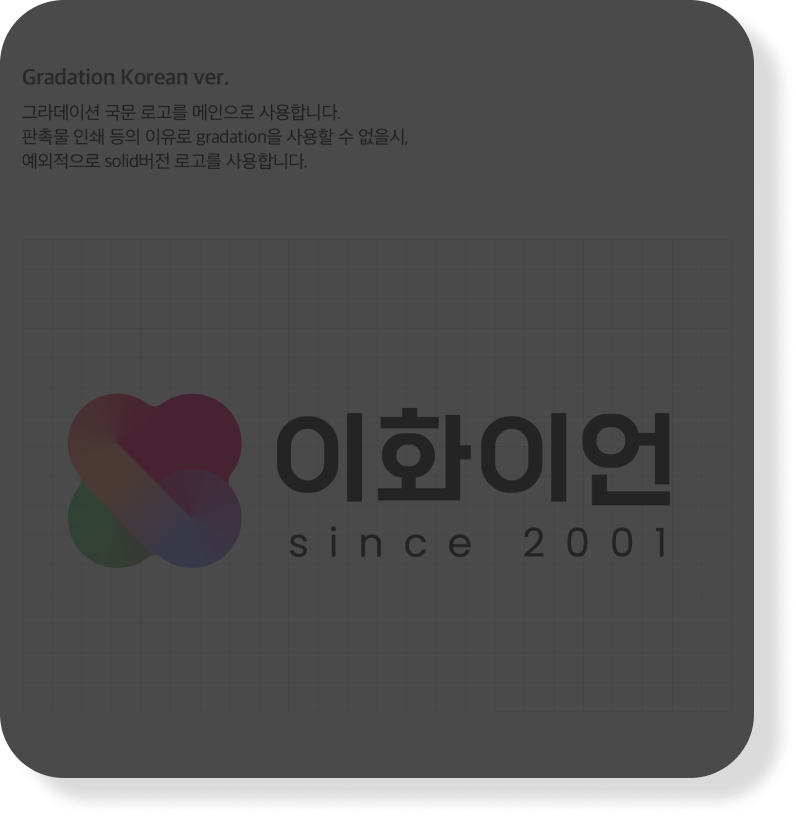 Gradation Korean ver.
그라데이션 국문 로고를 메인으로 사용합니다.
판촉물 인쇄 등의 이유로 gradation을 사용할 수 없을시,
예외적으로 solid버전 로고를 사용합니다.
이화이언
since 2001